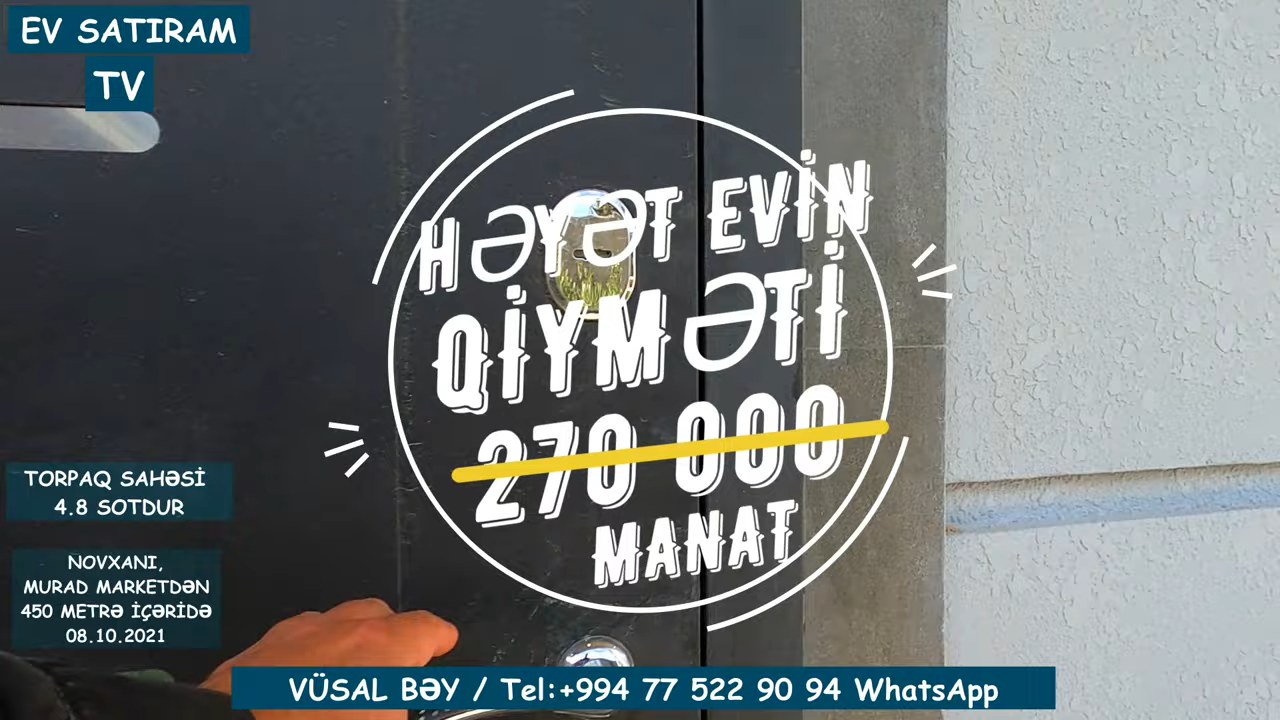 EV SATIRAM
TV
HƏYƏT EVİN
QİYMƏTİ
270 000
MANAT
TORPAQ SAHƏSİ
4.8 SOTDUR
NOVXANI,
MURAD MARKETDƏN
450 METRƏ İÇƏRİDƏ
08.10.2021
VÜSAL BƏY / Tel:+994 77 522 90 94 WhatsApp